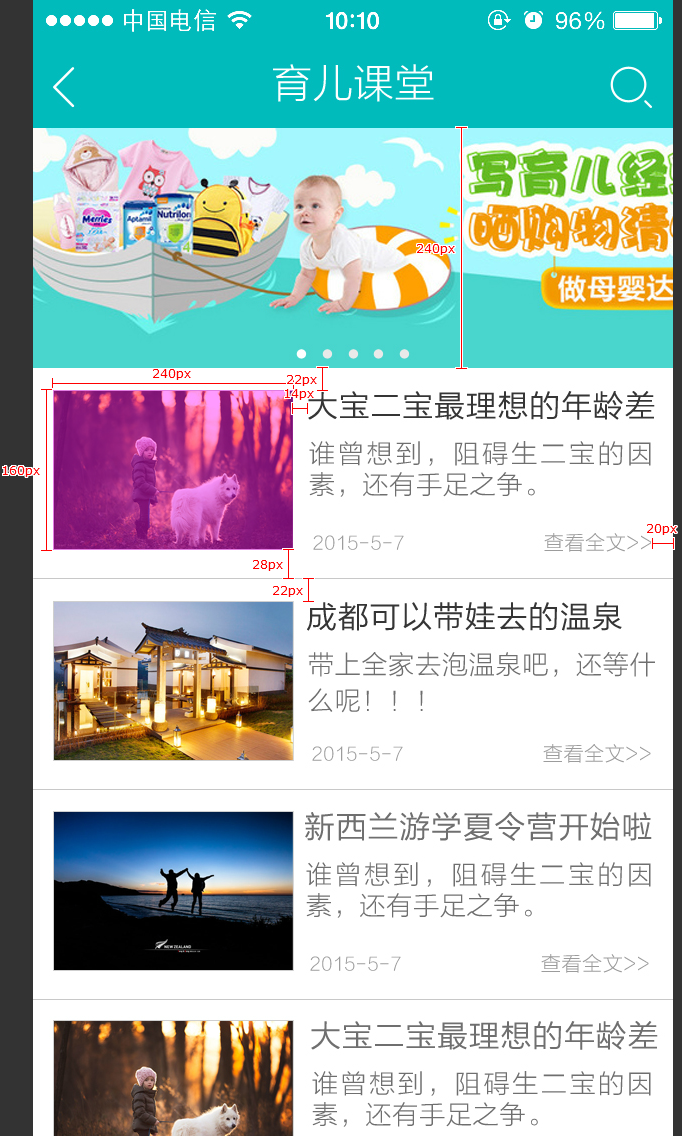 中国电信 10:10 96%
育儿课堂
写育儿经
晒购物清
做母婴达
Merries
Aptamil
Nutrilon
240px
240px
22px
14px
160px
大宝二宝最理想的年龄差
谁曾想到，阻碍生二宝的因
素，还有手足之争。
2015-5-7 查看全文>>
20px
28px
22px
成都可以带娃去的温泉
带上全家去泡温泉吧，还等什
么呢！！！
2015-5-7 查看全文>>
新西兰游学夏令营开始啦
谁曾想到，阻碍生二宝的因
素，还有手足之争。
NEW ZEALAND
2015-5-7 查看全文>>
大宝二宝最理想的年龄差
谁曾想到，阻碍生二宝的因
素，还有手足之争。